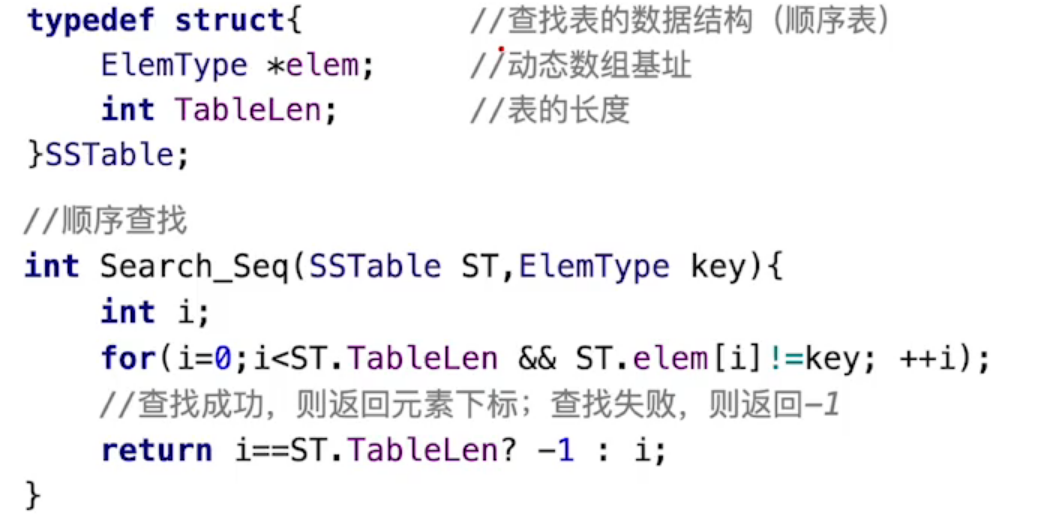 typedef struct{ //查找表的数据结构（顺序表）
ElemType *elem; //动态数组基址
int TableLen; //表的长度
}SSTable;
//顺序查找
int Search_Seq(SSTable ST,ElemType key){
int i;
for(i=0;i<ST.TableLen && ST.elem[i]!=key; ++i);
//查找成功，则返回元素下标；查找失败，则返回-1
return i==ST.TableLen? -1 : i;
}